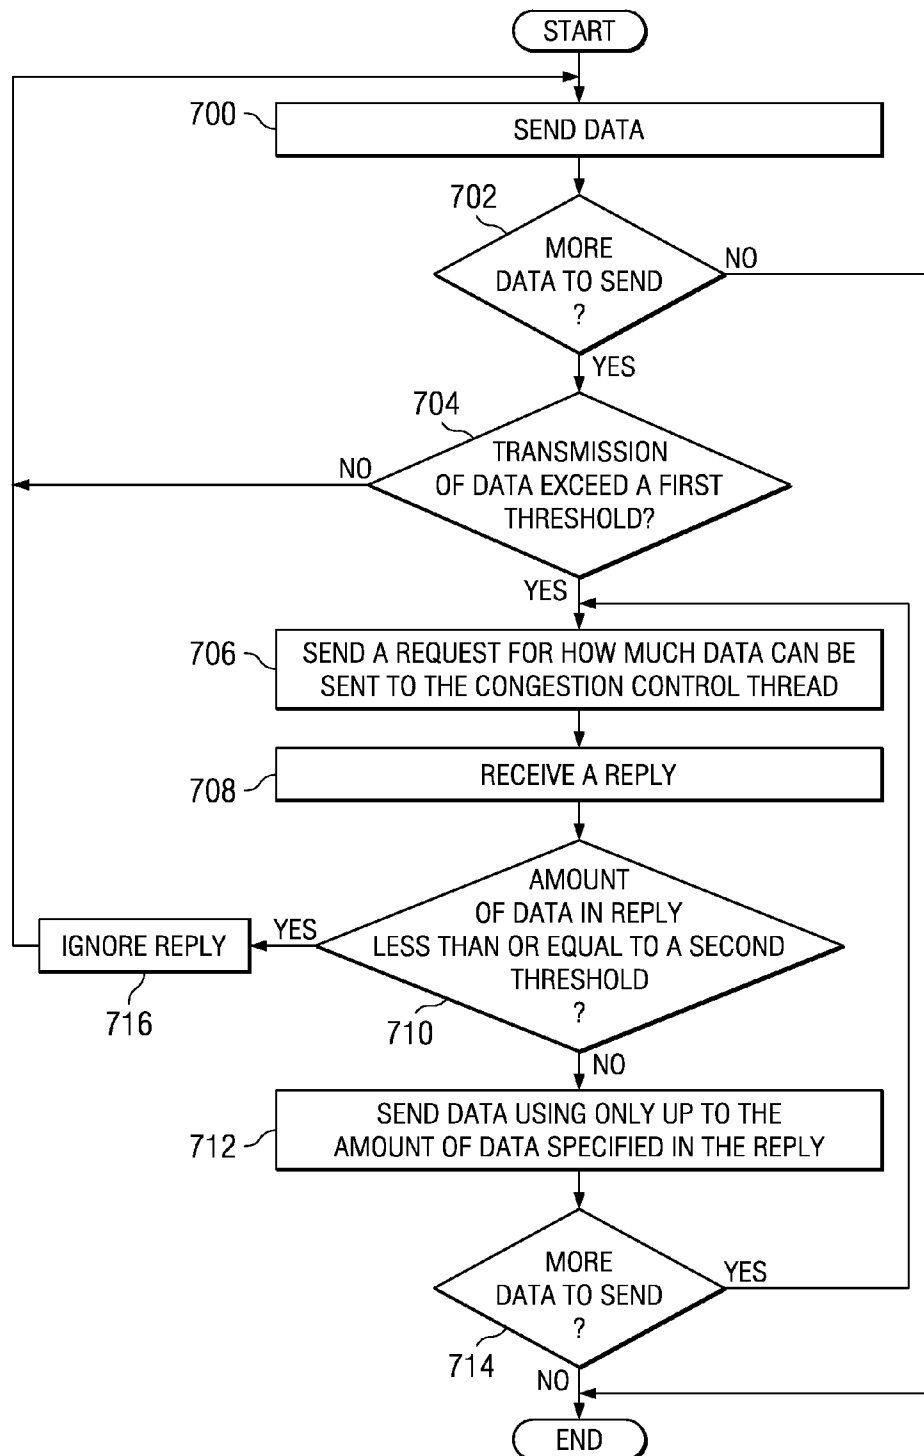 START
700
SEND DATA
702
MORE
DATA TO SEND
?
NO
YES
704
TRANSMISSION
OF DATA EXCEED A FIRST
THRESHOLD?
NO
YES
706
SEND A REQUEST FOR HOW MUCH DATA CAN BE
SENT TO THE CONGESTION CONTROL THREAD
708
RECEIVE A REPLY
AMOUNT
OF DATA IN REPLY
LESS THAN OR EQUAL TO A SECOND
THRESHOLD
?
YES
IGNORE REPLY
716
710
NO
712
SEND DATA USING ONLY UP TO THE
AMOUNT OF DATA SPECIFIED IN THE REPLY
MORE
DATA TO SEND
?
YES
714
NO
END